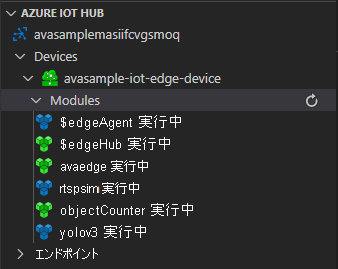 AZURE IOT HUB
avasamplemasiifcvgsmoq
Devices
avasample-iot-edge-device
Modules
$edgeAgent 実行中
$edgeHub 実行中
avaedge 実行中
rtspsim 実行中
objectCounter 実行中
yolov3 実行中
エンドポイント